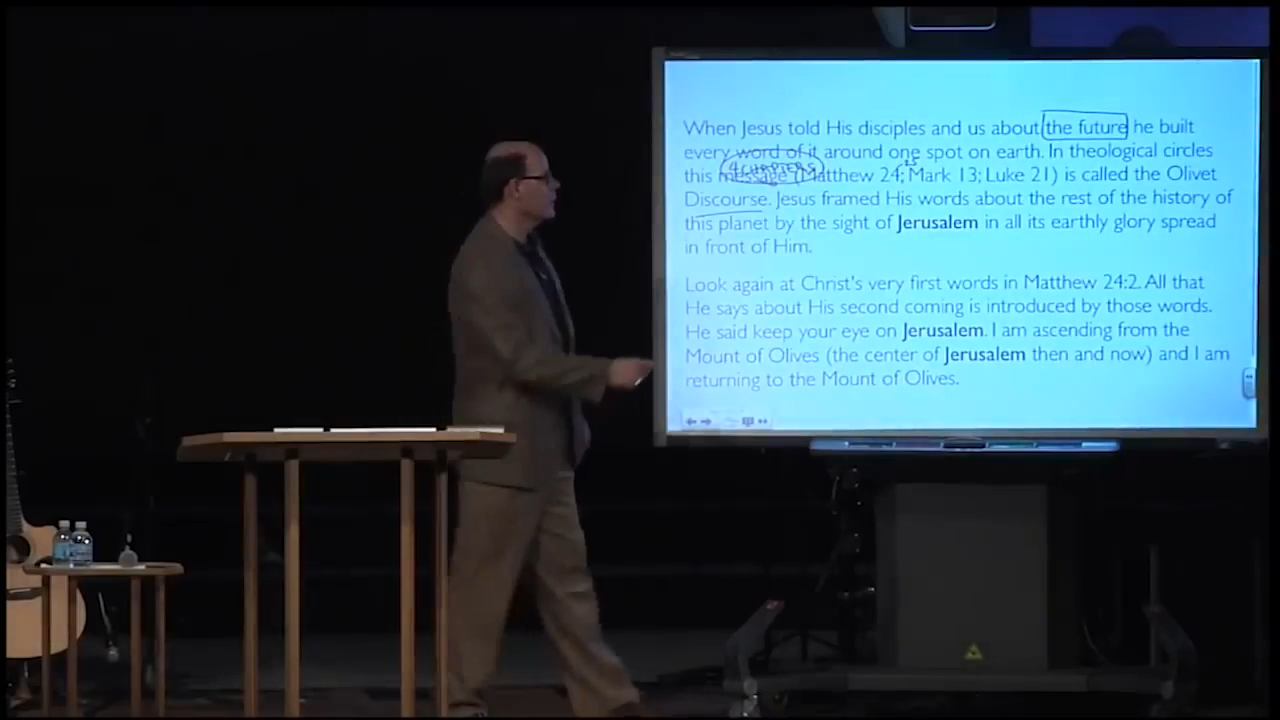 When Jesus told His disciples and us about the future he built
every word of it around one spot on earth. In theological circles
4 CHAPTERS
25
this message (Matthew 24; Mark 13; Luke 21) is called the Olivet
Discourse. Jesus framed His words about the rest of the history of
this planet by the sight of Jerusalem in all its earthly glory spread
in front of Him.
Look again at Christ's very first words in Matthew 24:2. All that
He says about His second coming is introduced by those words.
He said keep your eye on Jerusalem. I am ascending from the
Mount of Olives (the center of Jerusalem then and now) and I am
returning to the Mount of Olives.